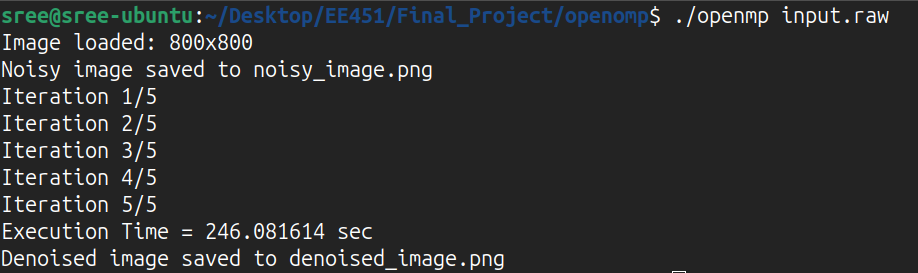 sree@sree-ubuntu:~/Desktop/EE451/Final_Project/openomp$ ./openmp input.raw
Image loaded: 800x800
Noisy image saved to noisy_image.png
Iteration 1/5
Iteration 2/5
Iteration 3/5
Iteration 4/5
Iteration 5/5
Execution Time = 246.081614 sec
Denoised image saved to denoised_image.png